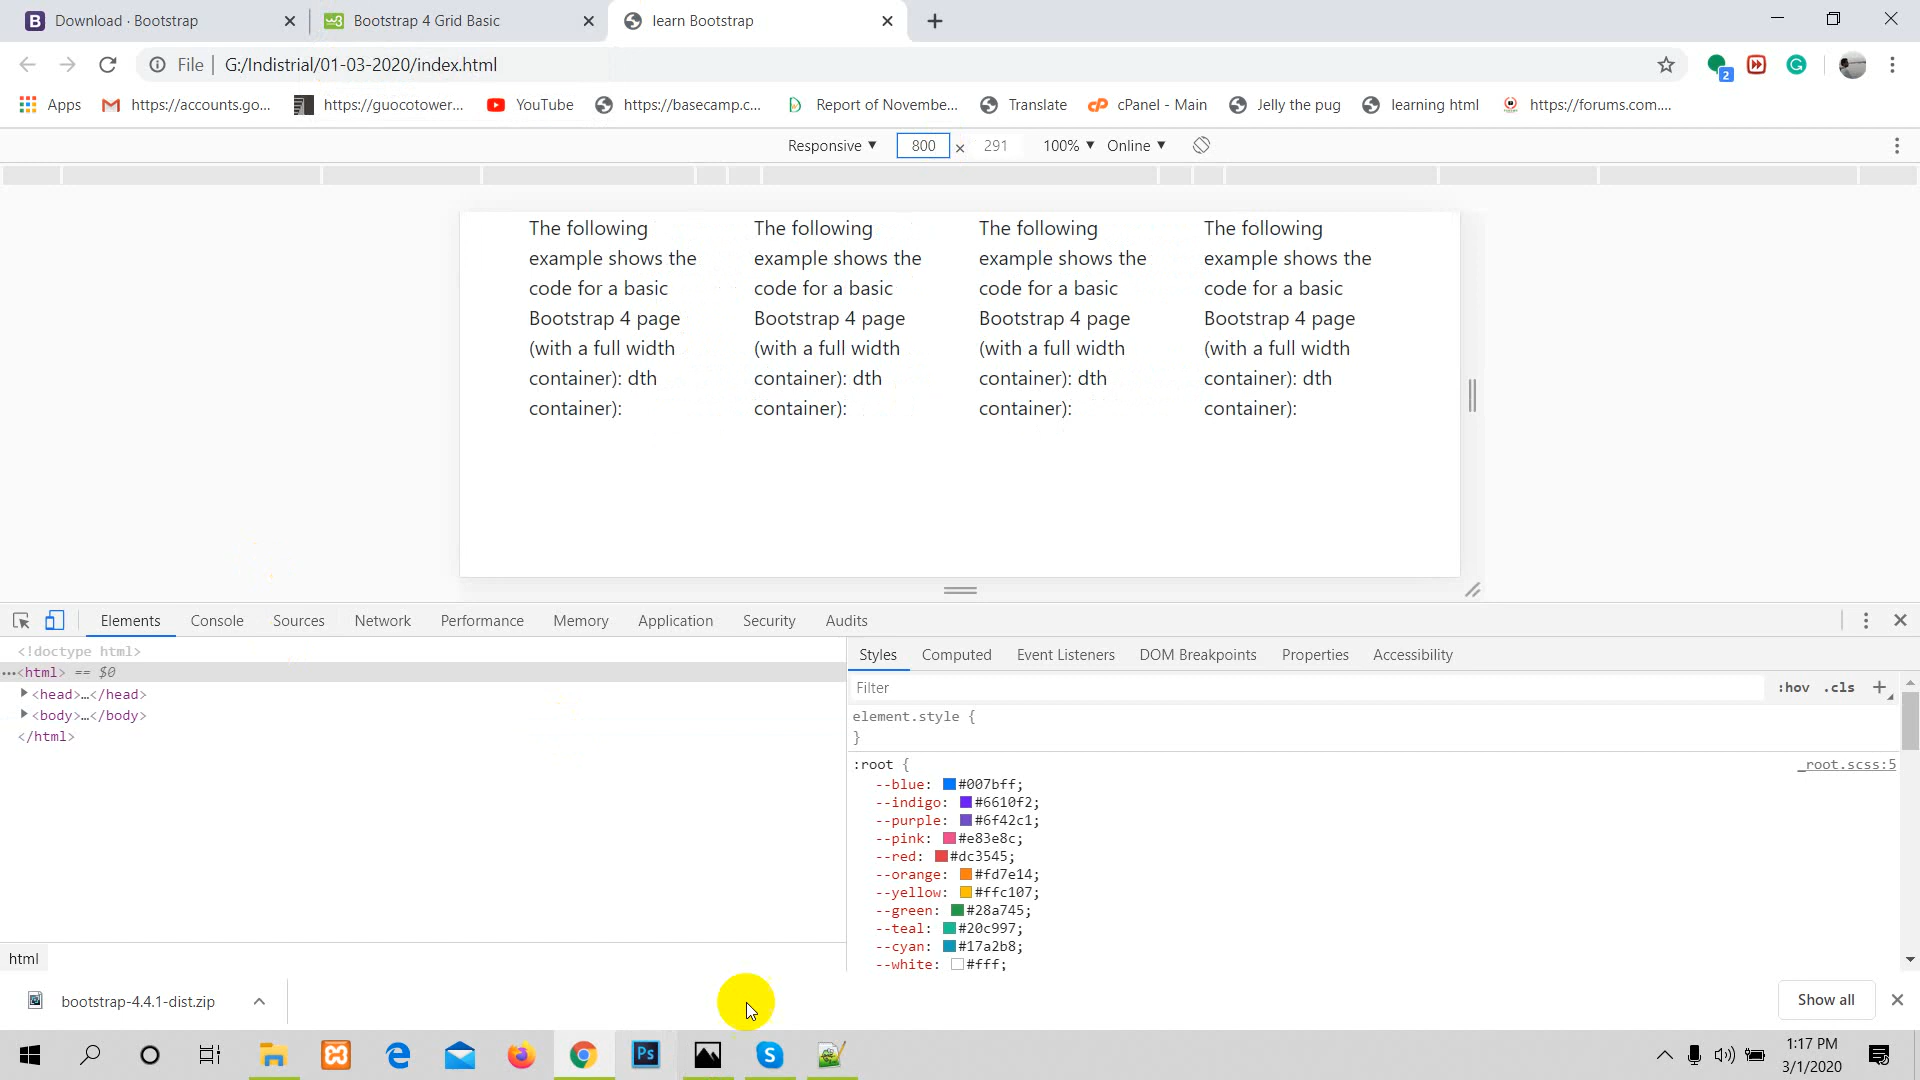 Download · Bootstrap
Bootstrap 4 Grid Basic
learn Bootstrap
File | G:/Indistrial/01-03-2020/index.html
2
Apps https://accounts.go... https://guocotower... YouTube https://basecamp.c... Report of Novembe... Translate cPanel - Main Jelly the pug learning html https://forums.com....
Responsive 800 × 291 100% Online
The following
example shows the
code for a basic
Bootstrap 4 page
(with a full width
container): dth
container):
The following
example shows the
code for a basic
Bootstrap 4 page
(with a full width
container): dth
container):
The following
example shows the
code for a basic
Bootstrap 4 page
(with a full width
container): dth
container):
The following
example shows the
code for a basic
Bootstrap 4 page
(with a full width
container): dth
container):
Elements Console Sources Network Performance Memory Application Security Audits
<!doctype html>
…<html> == $0
<head>…</head>
<body>…</body>
</html>
html
Styles Computed Event Listeners DOM Breakpoints Properties Accessibility
Filter :hov .cls +
element.style {
}
:root { _root.scss:5
--blue: #007bff;
--indigo: #6610f2;
--purple: #6f42c1;
--pink: #e83e8c;
--red: #dc3545;
--orange: #fd7e14;
--yellow: #ffc107;
--green: #28a745;
--teal: #20c997;
--cyan: #17a2b8;
--white: #fff;
bootstrap-4.4.1-dist.zip
Show all
Ps
1:17 PM
3/1/2020